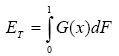 E_T = ∫_0^1 G(x)dF